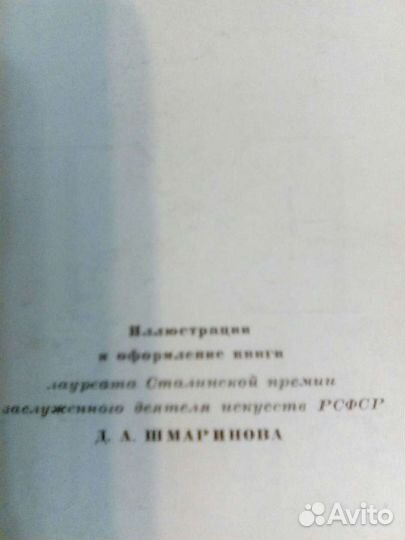 Иллюстрации
и оформление книги
лауреата Сталинской премии
заслуженного деятеля искусств РСФСР
Д. А. ШМАРИНОВА
Avito